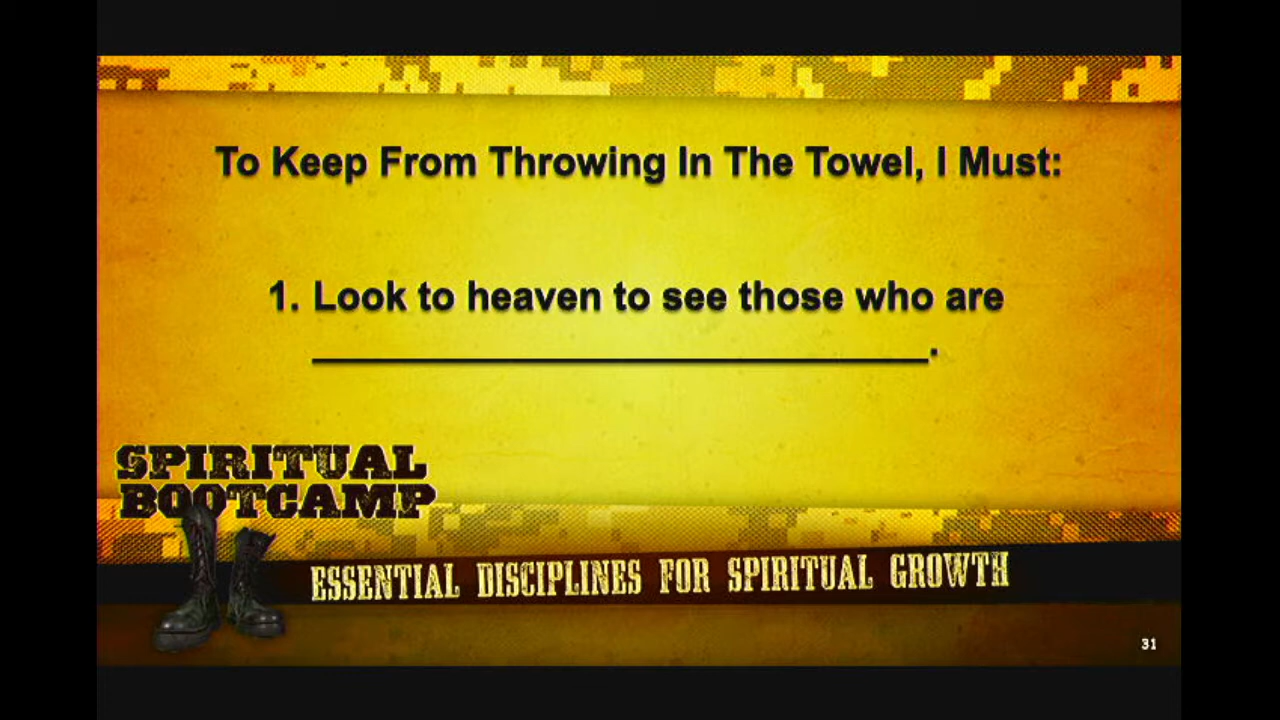 To Keep From Throwing In The Towel, I Must:
1. Look to heaven to see those who are
____________________________.
SPIRITUAL
BOOTCAMP
ESSENTIAL DISCIPLINES FOR SPIRITUAL GROWTH
31